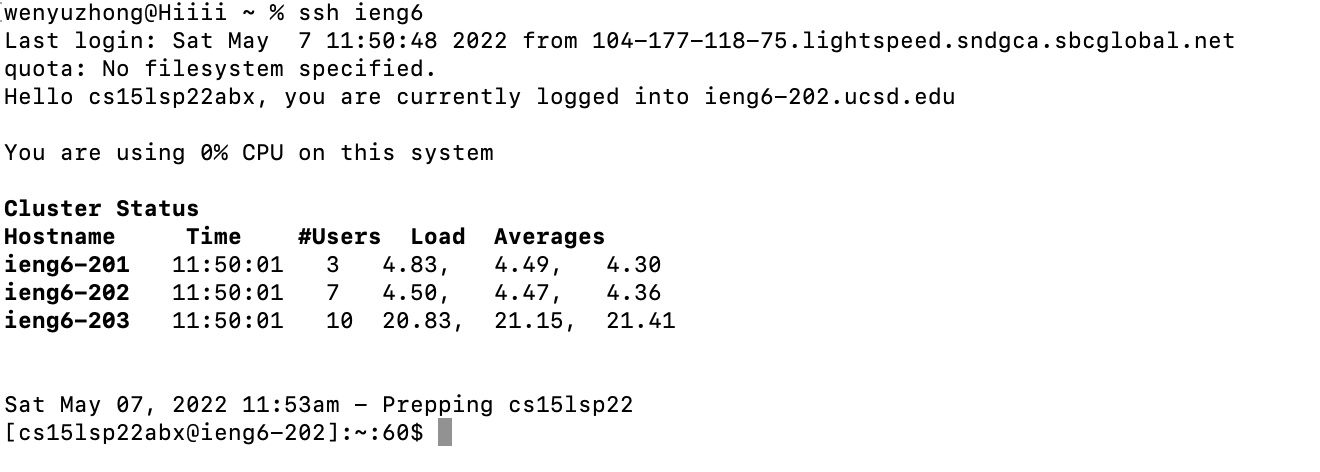 wenyuzhong@Hiiii ~ % ssh ieng6
Last login: Sat May  7 11:50:48 2022 from 104-177-118-75.lightspeed.sndgca.sbcglobal.net
quota: No filesystem specified.
Hello cs15lsp22abx, you are currently logged into ieng6-202.ucsd.edu
You are using 0% CPU on this system
Cluster Status
Hostname     Time    #Users  Load  Averages
ieng6-201   11:50:01   3   4.83,   4.49,   4.30
ieng6-202   11:50:01   7   4.50,   4.47,   4.36
ieng6-203   11:50:01   10  20.83,  21.15,  21.41
Sat May 07, 2022 11:53am - Prepping cs15lsp22
[cs15lsp22abx@ieng6-202]:~:60$